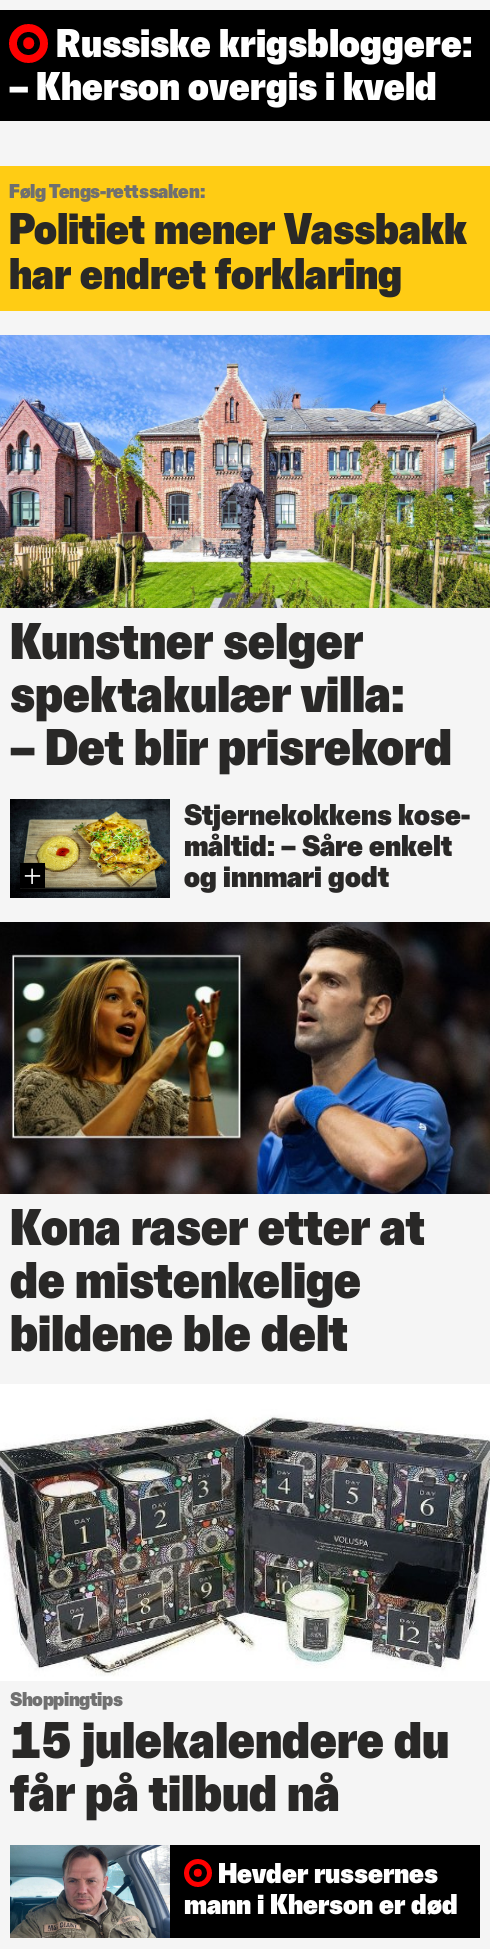 Russiske krigsbloggere:
– Kherson overgis i kveld
Følg Tengs-rettssaken:
Politiet mener Vassbakk
har endret forklaring
Kunstner selger
spektakulær villa:
– Det blir prisrekord
Stjernekokkens kose-
måltid: – Såre enkelt
og innmari godt
Kona raser etter at
de mistenkelige
bildene ble delt
DAY
1
DAY
2
DAY
3
DAY
4
DAY
5
DAY
6
VOLUSPA
7
8
9
10
DAY
12
Shoppingtips
15 julekalendere du
får på tilbud nå
Hevder russernes
mann i Kherson er død